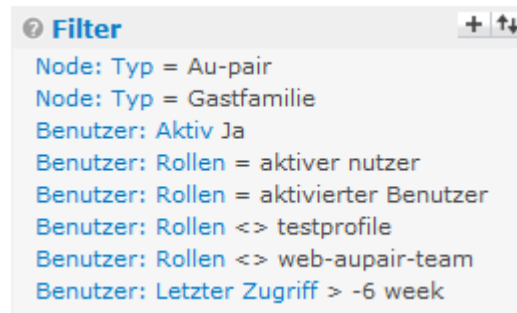 Filter
Node: Typ = Au-pair
Node: Typ = Gastfamilie
Benutzer: Aktiv Ja
Benutzer: Rollen = aktiver nutzer
Benutzer: Rollen = aktivierter Benutzer
Benutzer: Rollen <> testprofile
Benutzer: Rollen <> web-aupair-team
Benutzer: Letzter Zugriff > -6 week